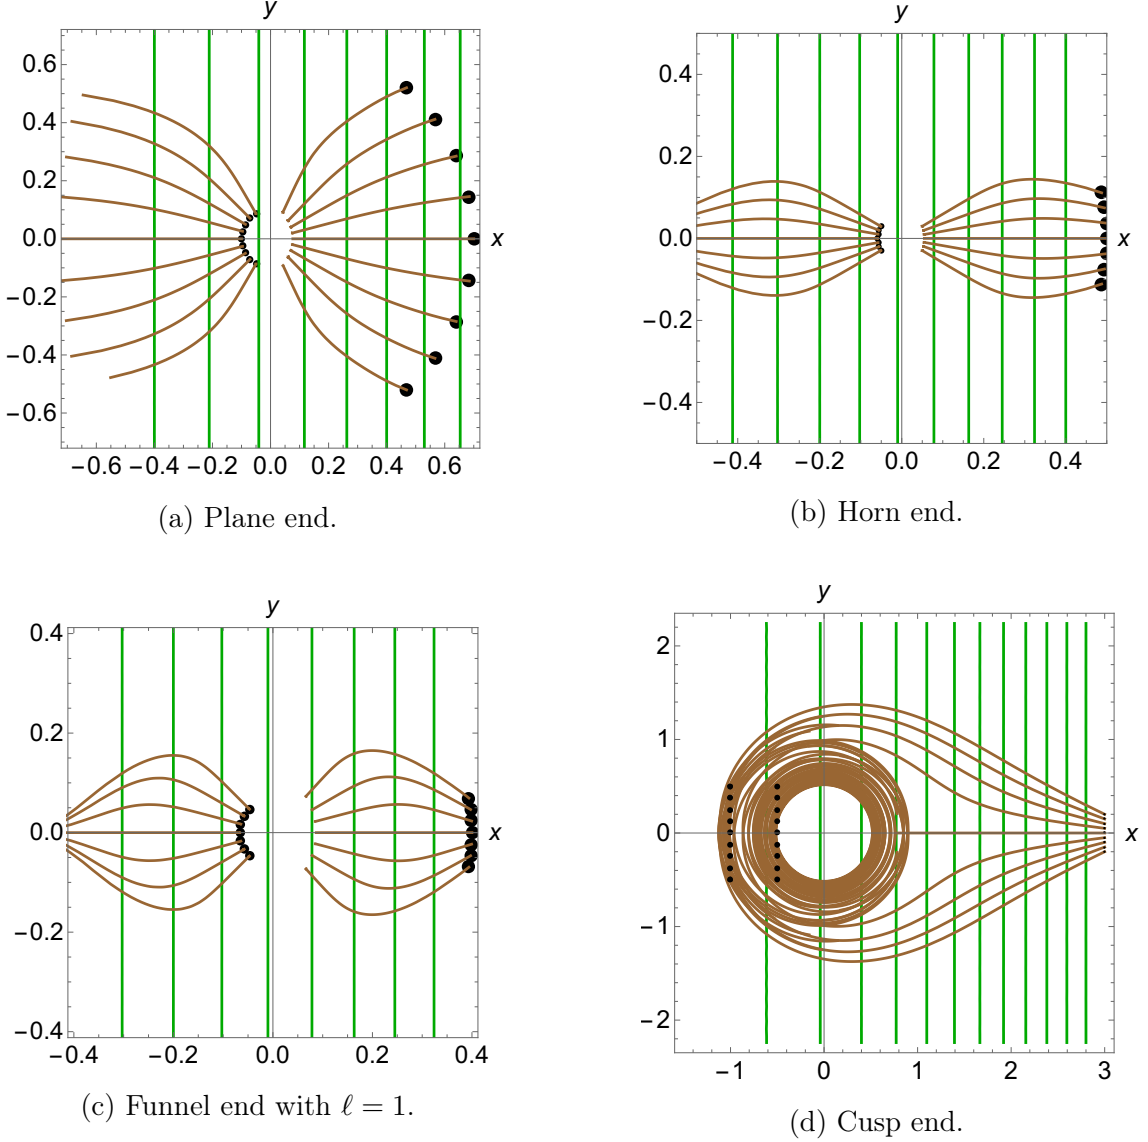 y
0.6
0.4
0.2
0.0
−0.2
−0.4
−0.6
x
−0.6 −0.4 −0.2 0.0 0.2 0.4 0.6
(a) Plane end.
y
0.4
0.2
0.0
−0.2
−0.4
x
−0.4 −0.2 0.0 0.2 0.4
(b) Horn end.
y
0.4
0.2
0.0
−0.2
−0.4
x
−0.4 −0.2 0.0 0.2 0.4
(c) Funnel end with ℓ = 1.
y
2
1
0
−1
−2
x
−1 0 1 2 3
(d) Cusp end.